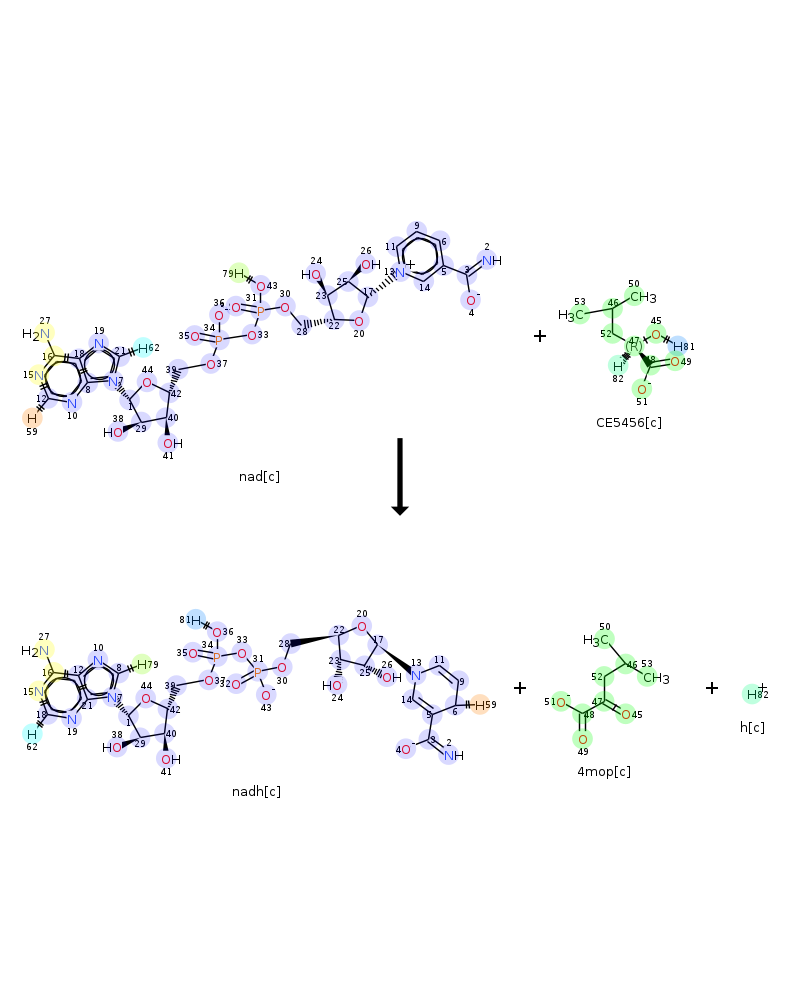 9
11
6
2
NH
3
5
13
N
+
14
O
-
4
79
H
43
O
24
HO
26
OH
25
17
23
22
20
O
28
30
O
31
P
O
36
O
-
33
O
34
P
35
O
37
O
39
27
H2N
19
N
16
18
21
H62
15
N
12
10
N
8
N
7
H
59
44
O
42
1
40
38
HO
29
OH
41
nad[c]
+
53
H3C
46
50
CH3
52
45
O
47
(R)
H81
48
O49
H
82
O
-
51
CE5456[c]
27
H2N
10
N
16
12
8
H79
15
N
18
19
N
21
N
7
H
62
44
O
42
1
40
38
HO
29
OH
41
39
81H
36
O
34
P
35
O
33
O
31
P
32
O
30
O
O
-
43
28
20
O
22
17
23
25
26
OH
HO
24
13
N
11
9
14
5
6
H59
4
O
-
3
2
NH
nadh[c]
+
50
H3C
46
53
CH3
52
51
O
-
48
47
O
45
O
49
4mop[c]
+
H
+
82
h[c]